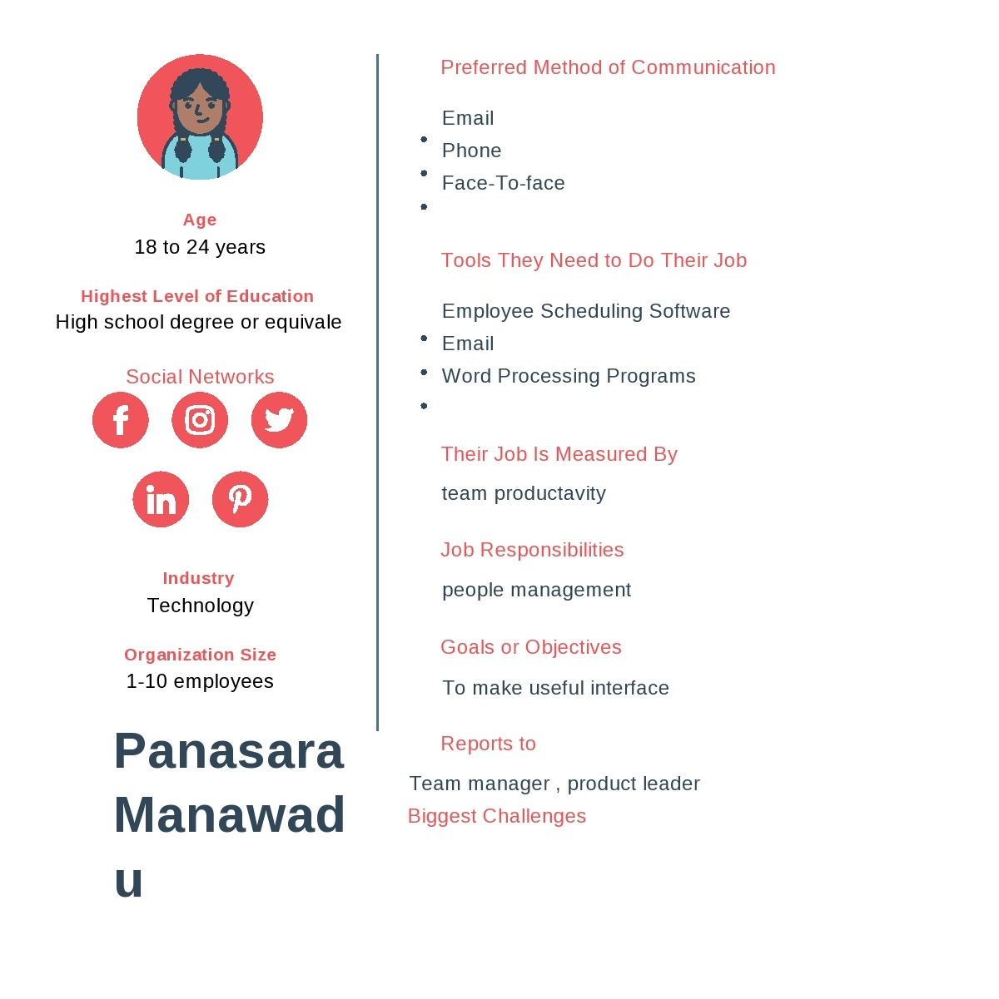 Age
18 to 24 years
Highest Level of Education
High school degree or equivale
Social Networks
Industry
Technology
Organization Size
1-10 employees
Panasara
Manawad
u
Preferred Method of Communication
Email
Phone
Face-To-face
Tools They Need to Do Their Job
Employee Scheduling Software
Email
Word Processing Programs
Their Job Is Measured By
team productavity
Job Responsibilities
people management
Goals or Objectives
To make useful interface
Reports to
Team manager , product leader
Biggest Challenges